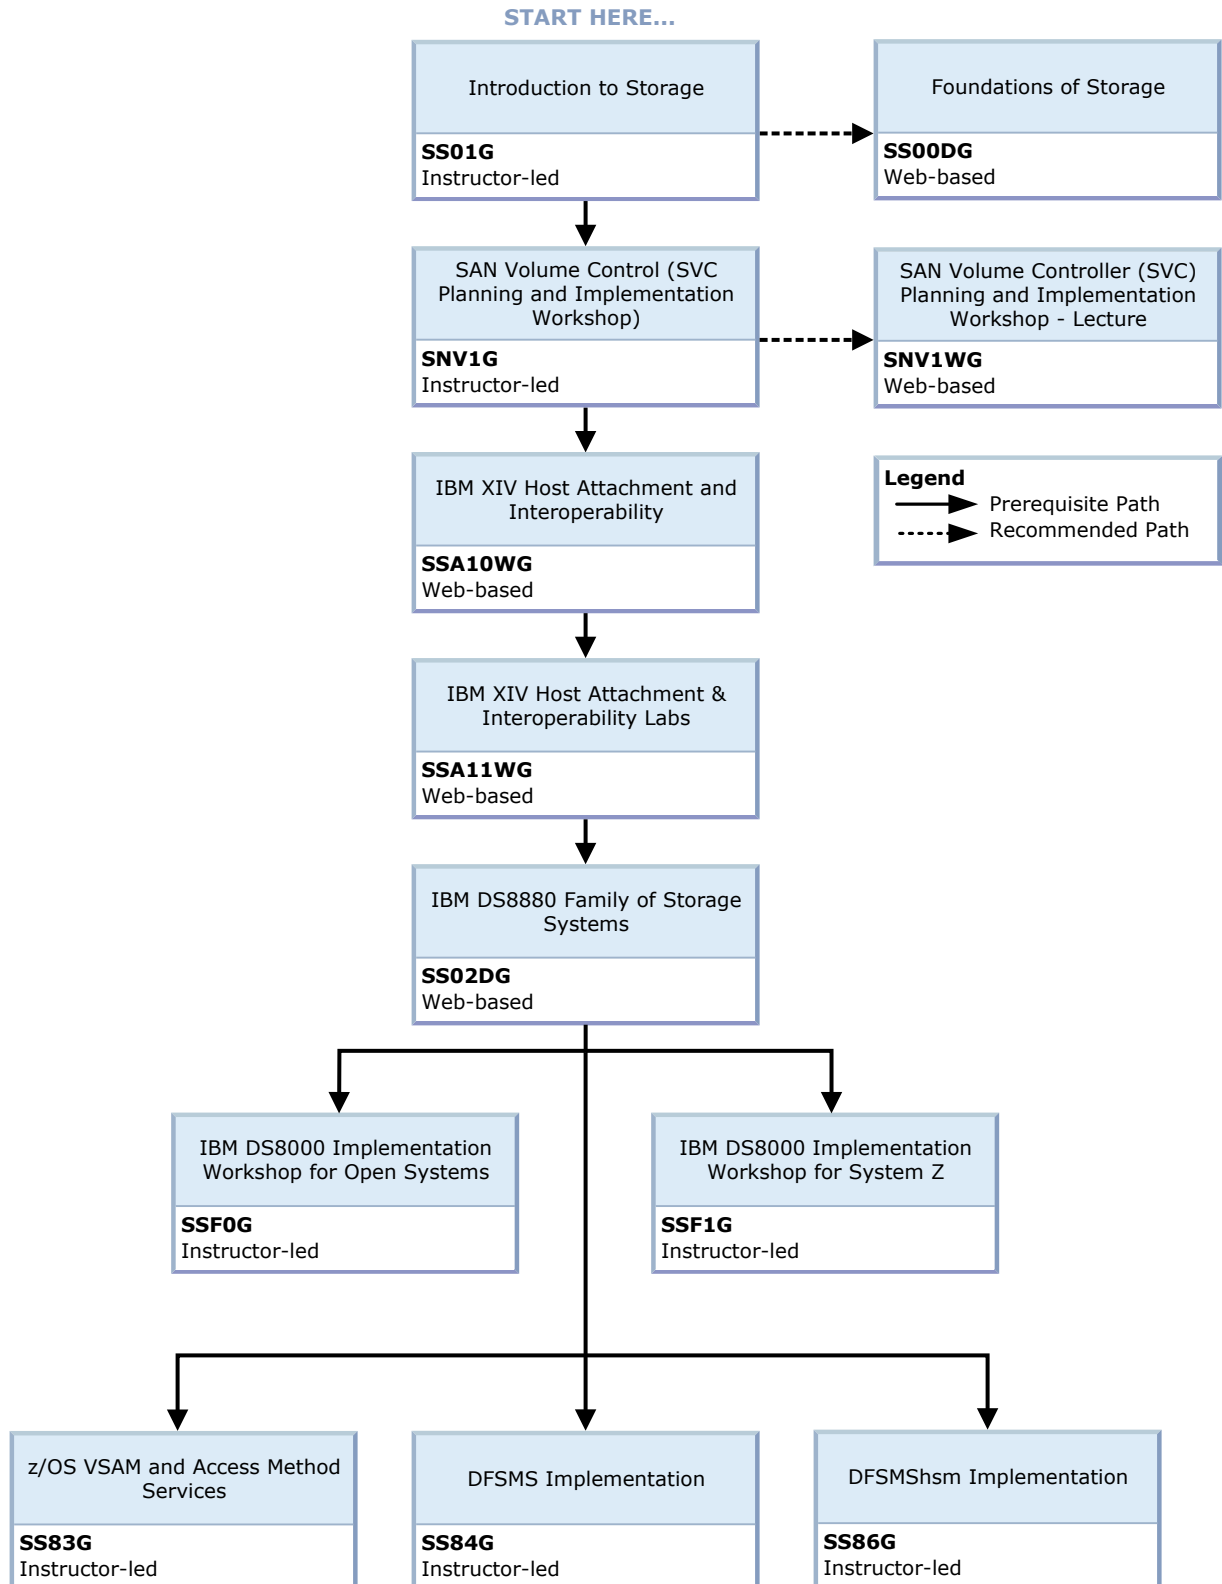 START HERE...
Introduction to Storage
SS01G
Instructor-led
Foundations of Storage
SS00DG
Web-based
SAN Volume Control (SVC
Planning and Implementation
Workshop)
SNV1G
Instructor-led
SAN Volume Controller (SVC)
Planning and Implementation
Workshop - Lecture
SNV1WG
Web-based
IBM XIV Host Attachment and
Interoperability
SSA10WG
Web-based
Legend
Prerequisite Path
Recommended Path
IBM XIV Host Attachment &
Interoperability Labs
SSA11WG
Web-based
IBM DS8880 Family of Storage
Systems
SS02DG
Web-based
IBM DS8000 Implementation
Workshop for Open Systems
SSF0G
Instructor-led
IBM DS8000 Implementation
Workshop for System Z
SSF1G
Instructor-led
z/OS VSAM and Access Method
Services
SS83G
Instructor-led
DFSMS Implementation
SS84G
Instructor-led
DFSMShsm Implementation
SS86G
Instructor-led